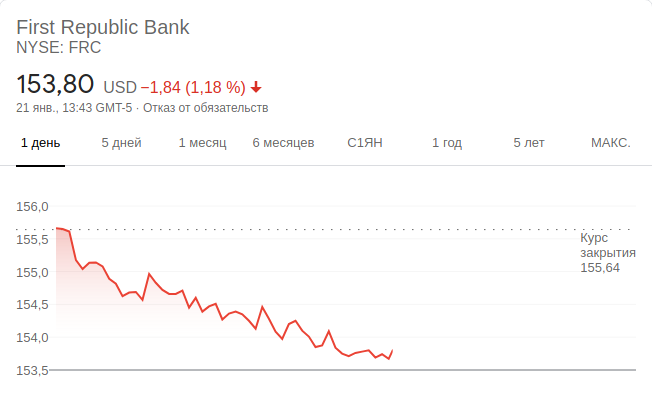 First Republic Bank
NYSE: FRC
153,80 USD −1,84 (1,18 %)
21 янв., 13:43 GMT-5 · Отказ от обязательств
1 день 5 дней 1 месяц 6 месяцев С1ЯН 1 год 5 лет МАКС.
156,0
155,5
155,0
154,5
154,0
153,5
Курс
закрытия
155,64